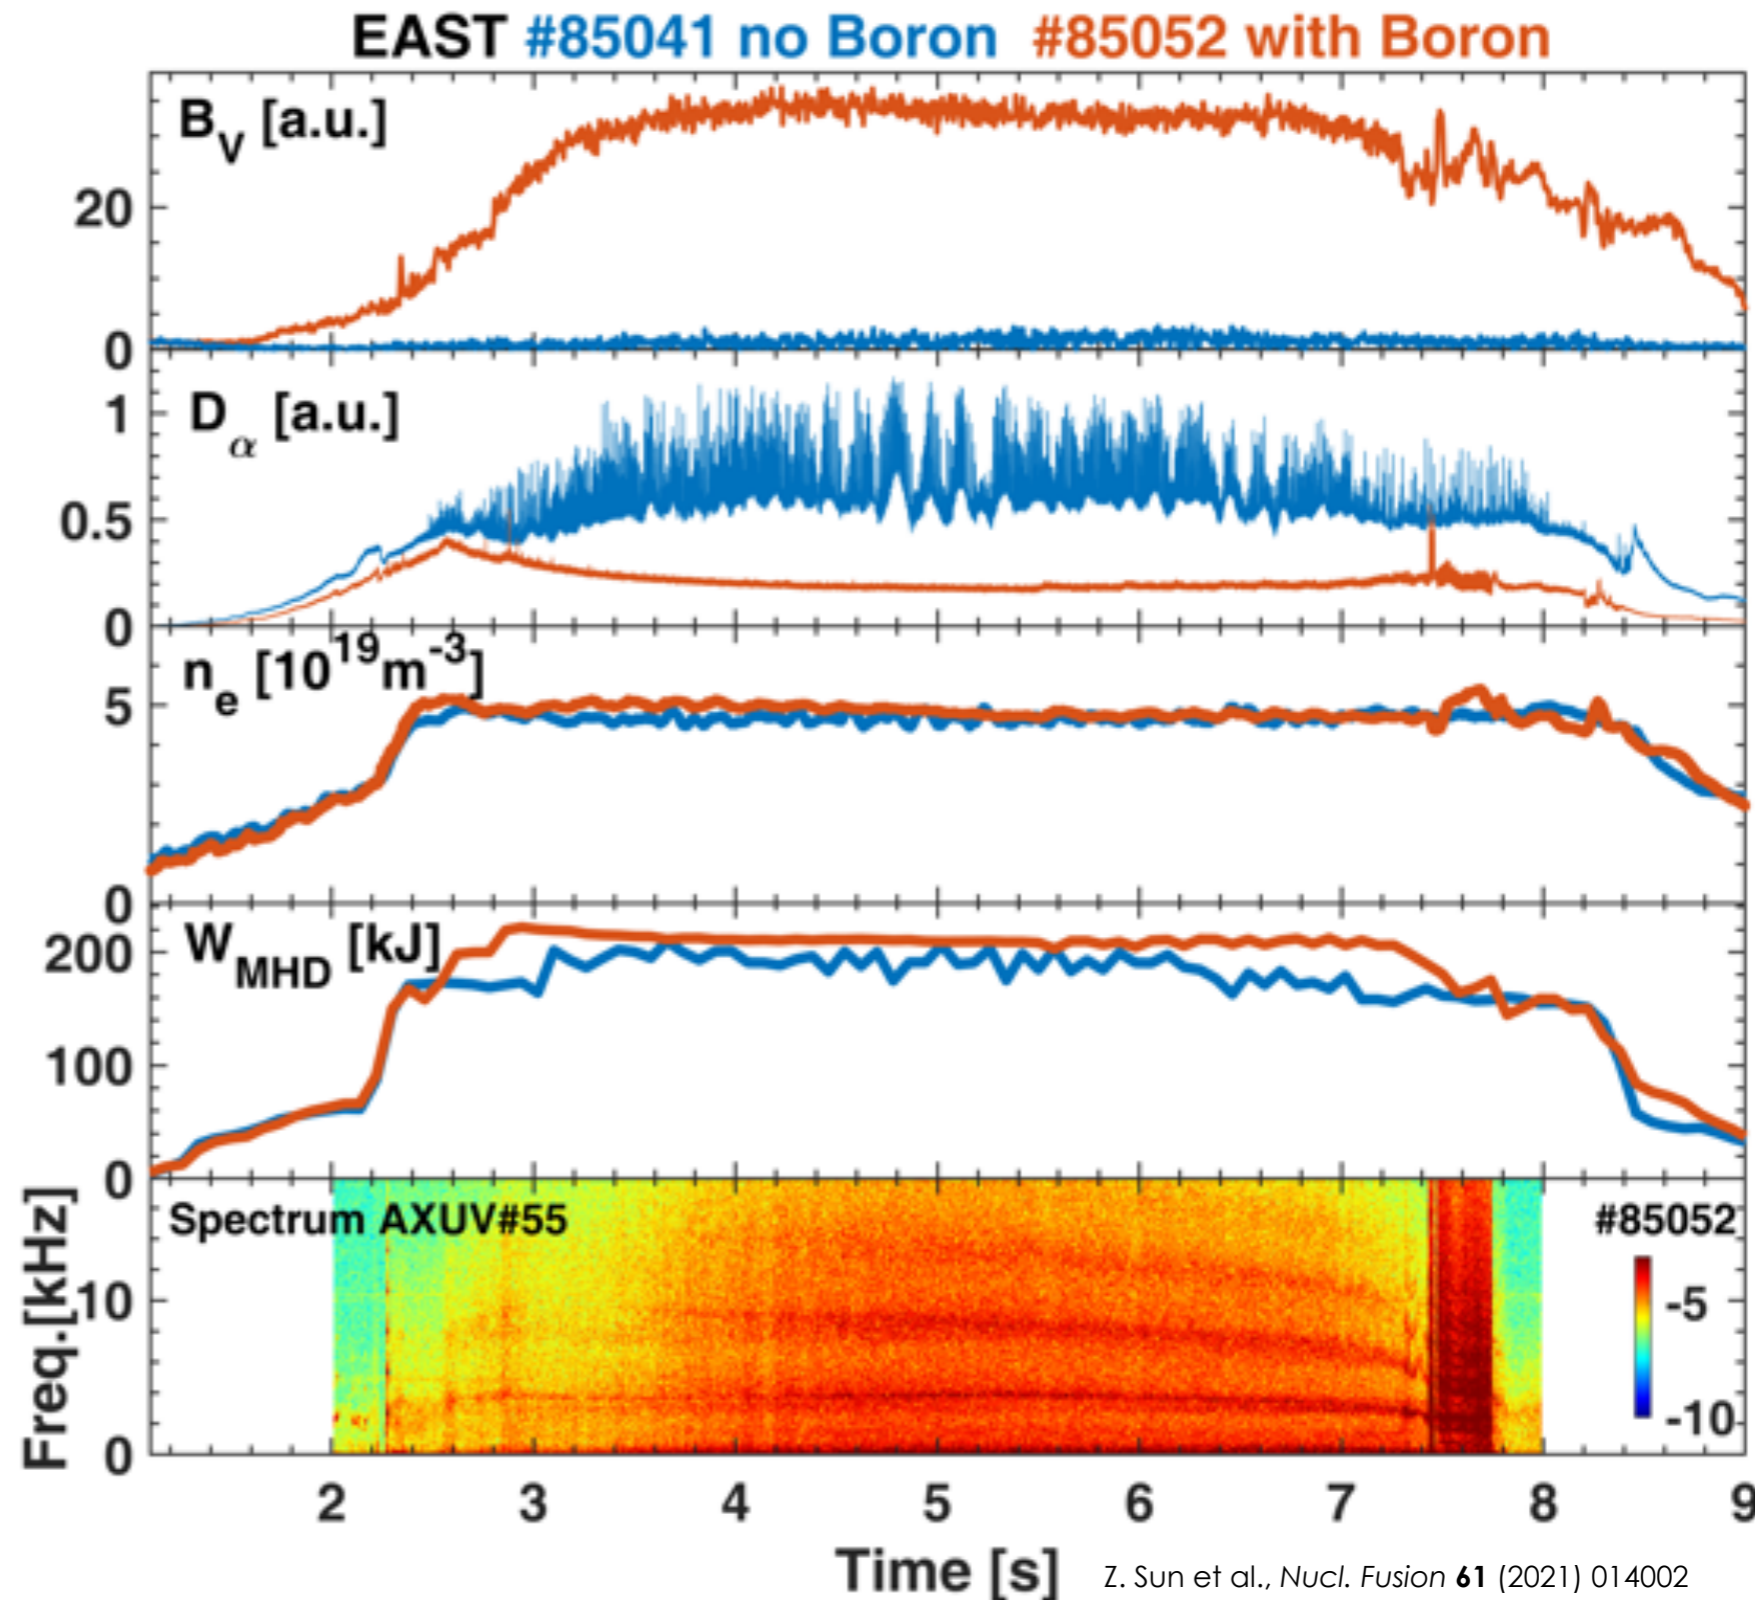 EAST #85041 no Boron #85052 with Boron
B_V [a.u.]
20
0
D_α [a.u.]
1
0.5
0
n_e [10^19 m^-3]
5
0
W_MHD [kJ]
200
100
0
Spectrum AXUV#55
#85052
Freq.[kHz]
10
0
-5
-10
2 3 4 5 6 7 8 9
Time [s]
Z. Sun et al., Nucl. Fusion 61 (2021) 014002